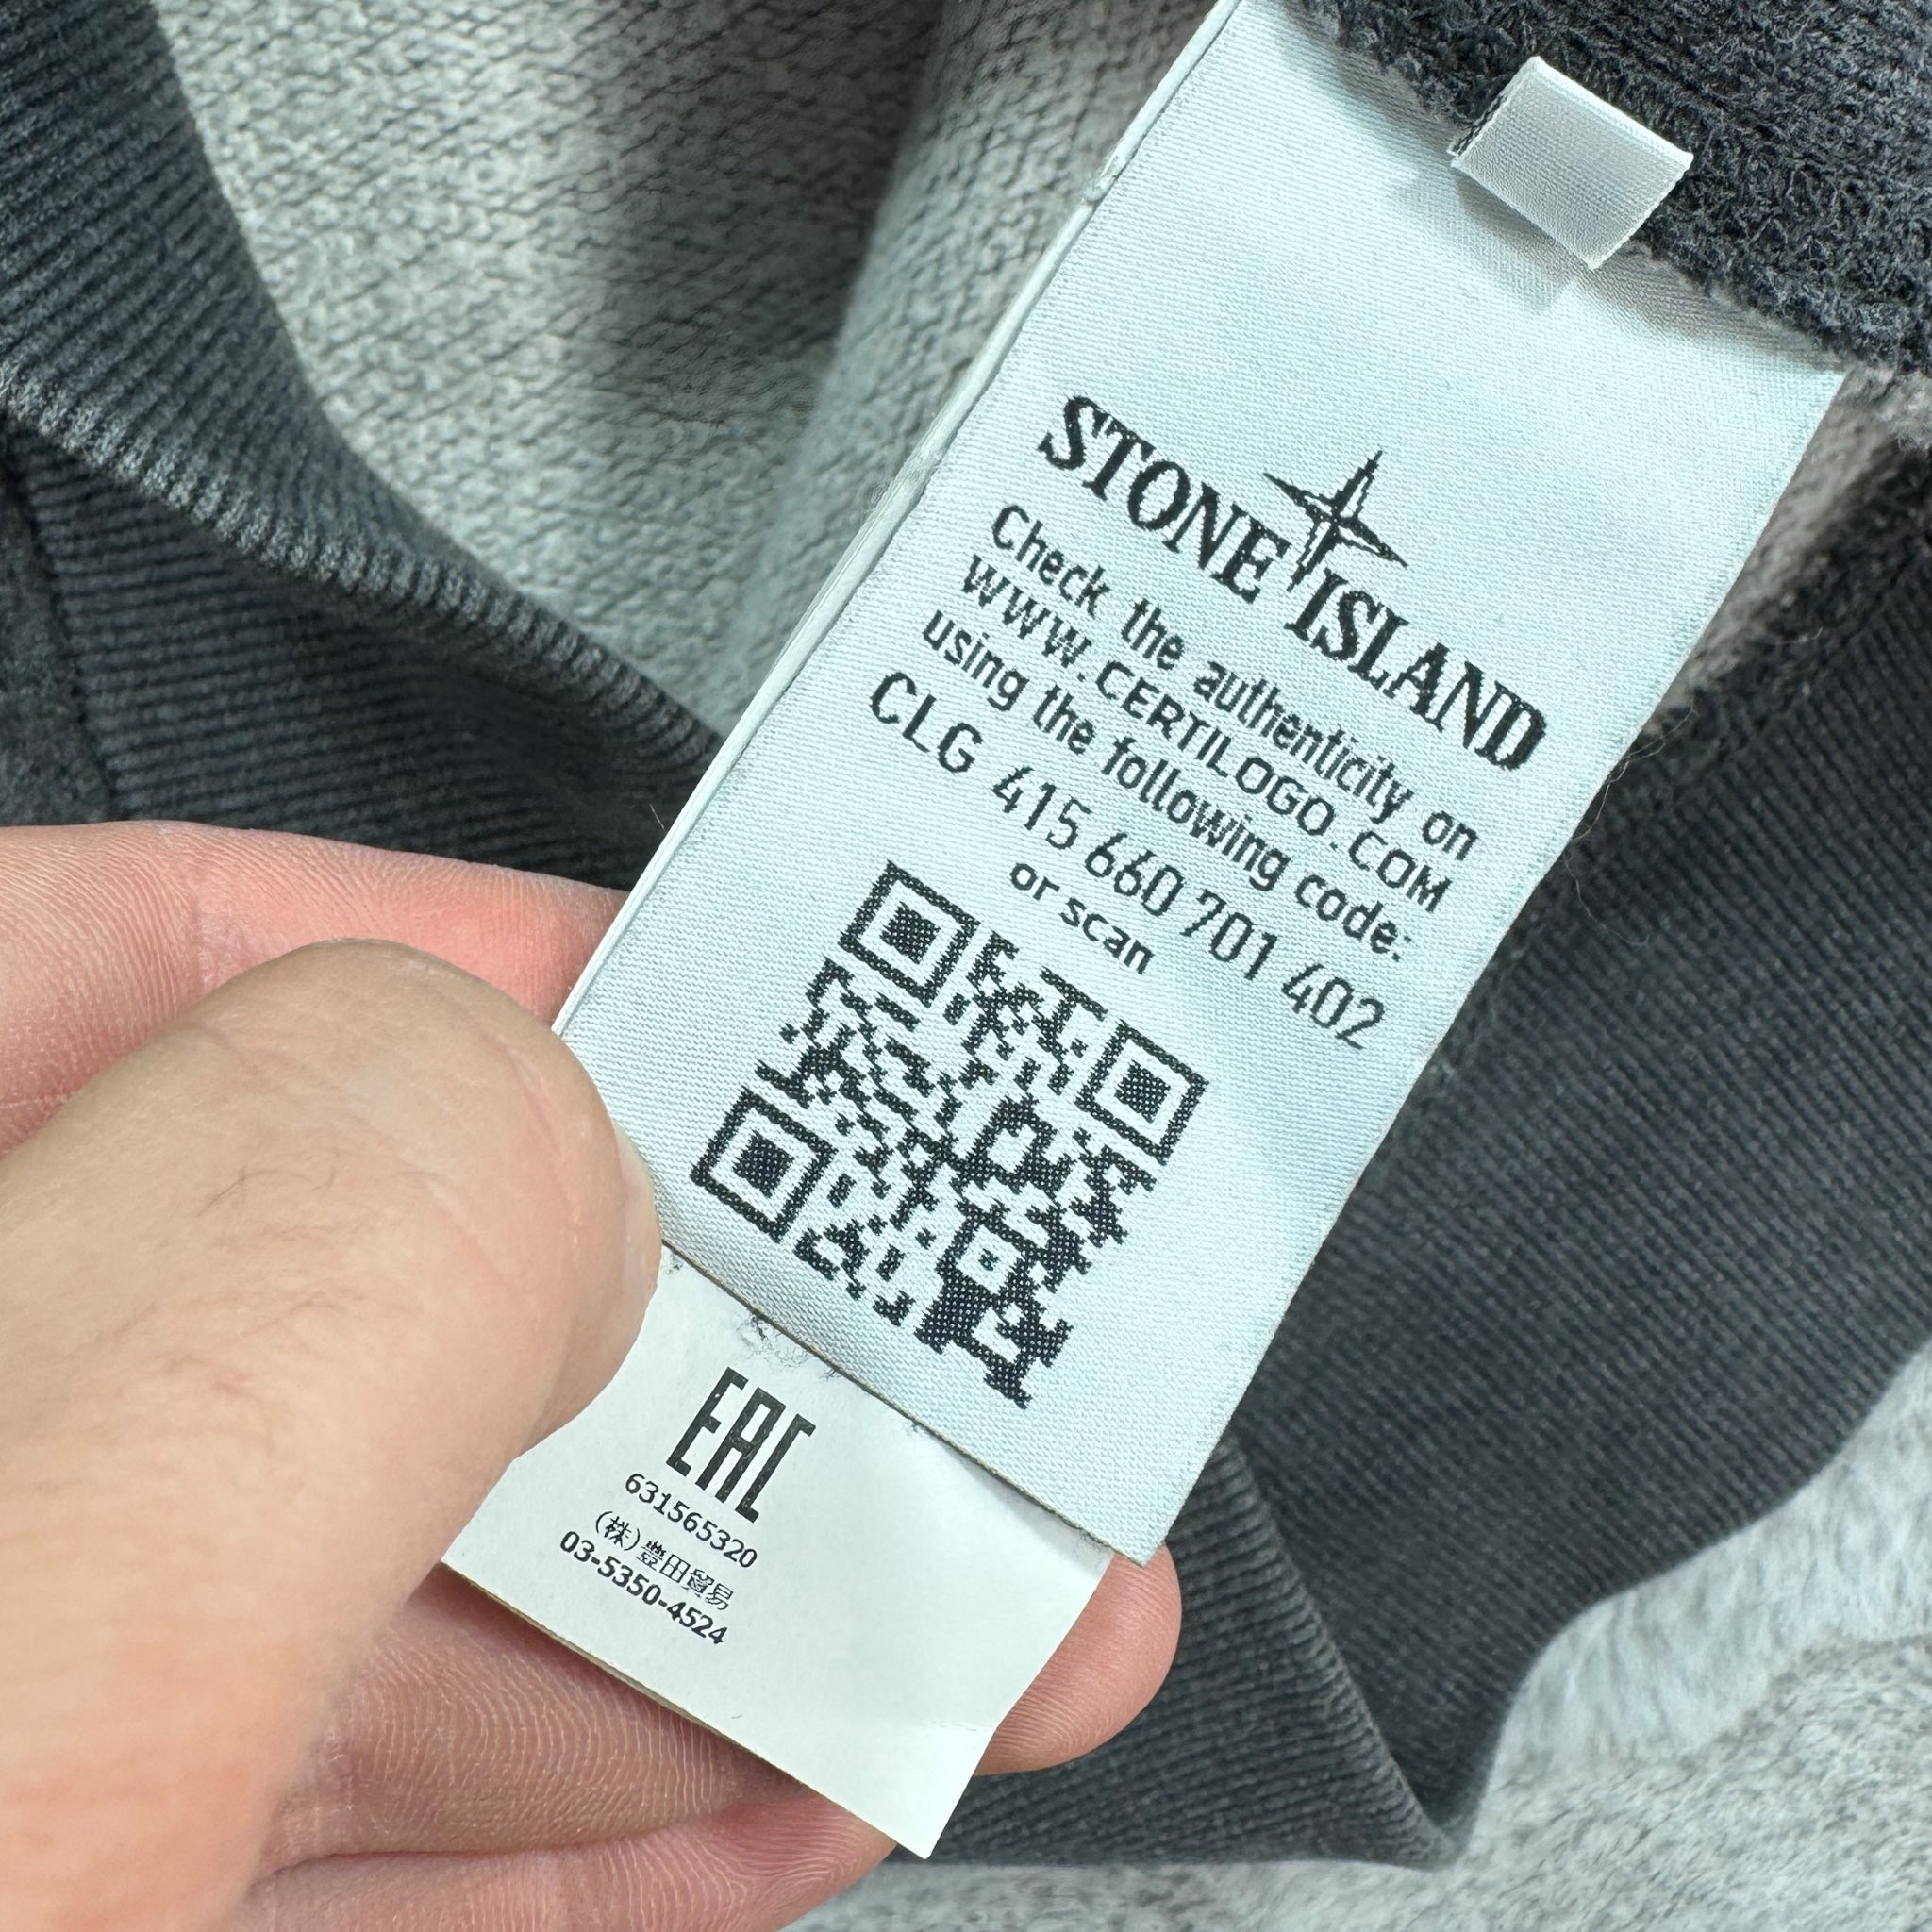 STONE ISLAND
Check the authenticity on
WWW.CERTILOGO.COM
using the following code:
CLG 415 660 701 402
or scan
EAC
631565320
(株)豊田貿易
03-5350-4524